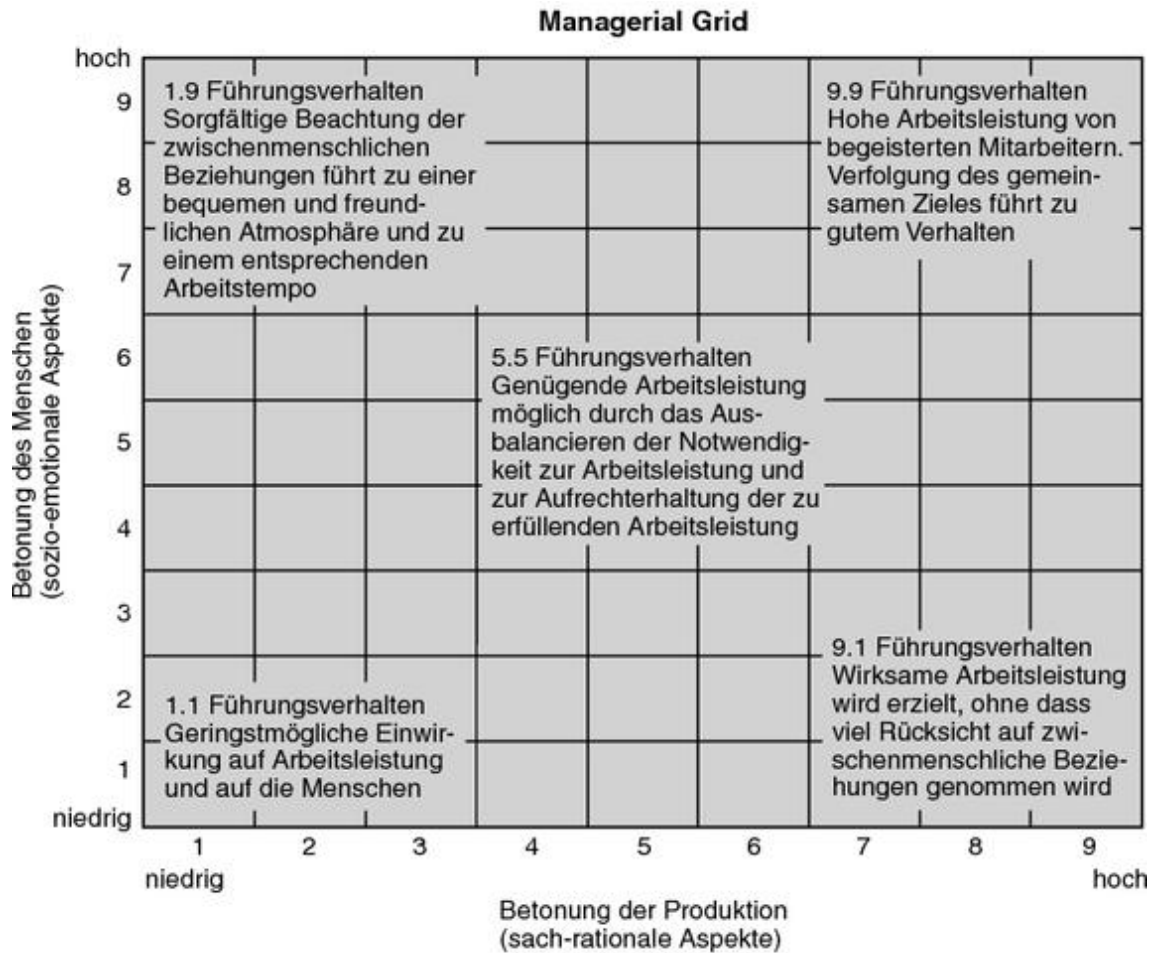 Managerial Grid
hoch
9
8
7
6
5
4
3
2
1
niedrig
Betonung des Menschen
(sozio-emotionale Aspekte)
1.9 Führungsverhalten
Sorgfältige Beachtung der
zwischenmenschlichen
Beziehungen führt zu einer
bequemen und freund-
lichen Atmosphäre und zu
einem entsprechenden
Arbeitstempo
9.9 Führungsverhalten
Hohe Arbeitsleistung von
begeisterten Mitarbeitern.
Verfolgung des gemein-
samen Zieles führt zu
gutem Verhalten
5.5 Führungsverhalten
Genügende Arbeitsleistung
möglich durch das Aus-
balancieren der Notwendig-
keit zur Arbeitsleistung und
zur Aufrechterhaltung der zu
erfüllenden Arbeitsleistung
1.1 Führungsverhalten
Geringstmögliche Einwir-
kung auf Arbeitsleistung
und auf die Menschen
9.1 Führungsverhalten
Wirksame Arbeitsleistung
wird erzielt, ohne dass
viel Rücksicht auf zwi-
schenmenschliche Bezie-
hungen genommen wird
1 2 3 4 5 6 7 8 9
niedrig hoch
Betonung der Produktion
(sach-rationale Aspekte)